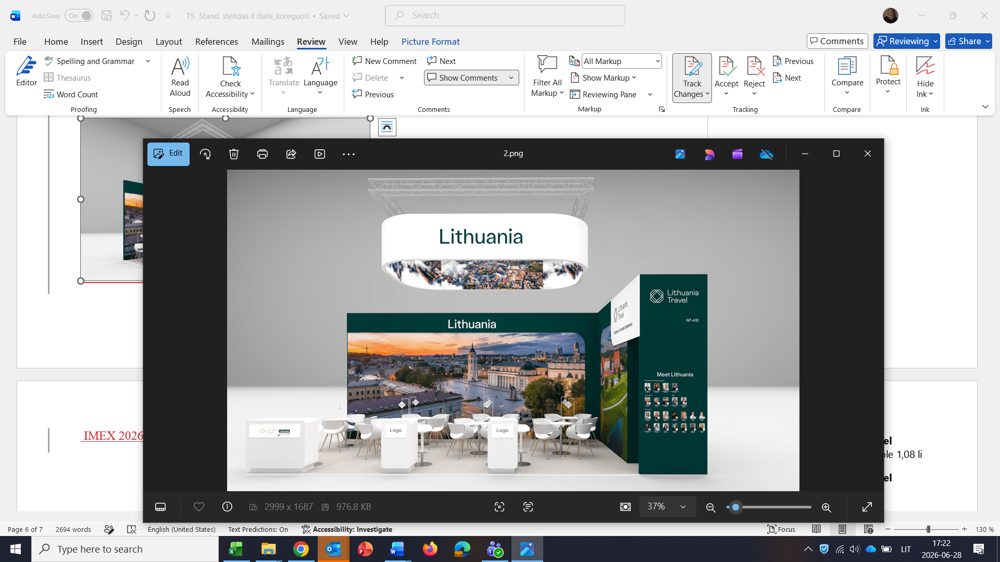 AutoSave
On
TS Stand. stendas II dalis_koreguoti • Saved
Search
File
Home
Insert
Design
Layout
References
Mailings
Review
View
Help
Picture Format
Comments
Reviewing
Share
Editor
Spelling and Grammar
Thesaurus
Word Count
Proofing
Read Aloud
Speech
Check Accessibility
Accessibility
Translate
Language
Language
New Comment
Delete
Previous
Next
Show Comments
Comments
Filter All Markup
All Markup
Show Markup
Reviewing Pane
Markup
Track Changes
Accept
Reject
Previous
Next
Tracking
Compare
Compare
Protect
Hide Ink
Ink
Edit
2.png
Lithuania
Lithuania
Lithuania Travel
Lithuania Travel
N7-410
Meet Lithuania
Logo
Logo
IMEX 2026
el
ole 1,08 li
el
2999 x 1687
976.8 KB
37%
Page 6 of 7
2694 words
English (United States)
Text Predictions: On
Accessibility: Investigate
Focus
130 %
Type here to search
LIT
17:22
2026-06-28